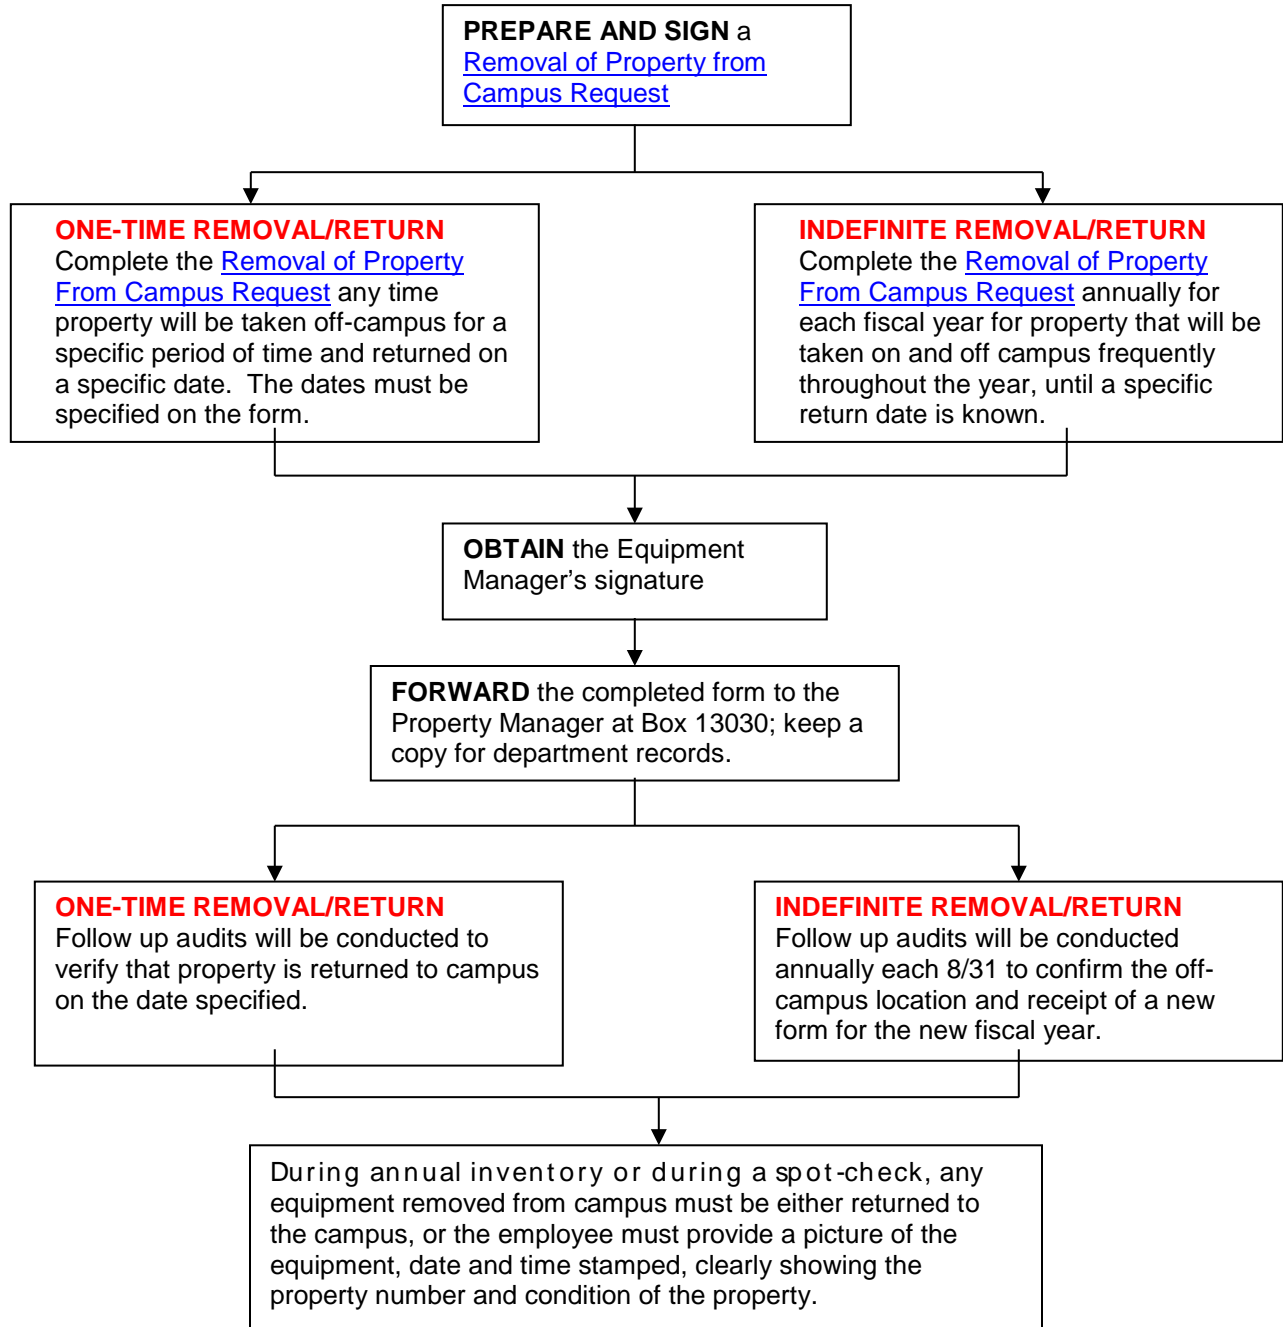 PREPARE AND SIGN a
Removal of Property from
Campus Request
ONE-TIME REMOVAL/RETURN
Complete the Removal of Property
From Campus Request any time
property will be taken off-campus for a
specific period of time and returned on
a specific date.  The dates must be
specified on the form.
INDEFINITE REMOVAL/RETURN
Complete the Removal of Property
From Campus Request annually for
each fiscal year for property that will be
taken on and off campus frequently
throughout the year, until a specific
return date is known.
OBTAIN the Equipment
Manager’s signature
FORWARD the completed form to the
Property Manager at Box 13030; keep a
copy for department records.
ONE-TIME REMOVAL/RETURN
Follow up audits will be conducted to
verify that property is returned to campus
on the date specified.
INDEFINITE REMOVAL/RETURN
Follow up audits will be conducted
annually each 8/31 to confirm the off-
campus location and receipt of a new
form for the new fiscal year.
During annual inventory or during a spot-check, any
equipment removed from campus must be either returned to
the campus, or the employee must provide a picture of the
equipment, date and time stamped, clearly showing the
property number and condition of the property.